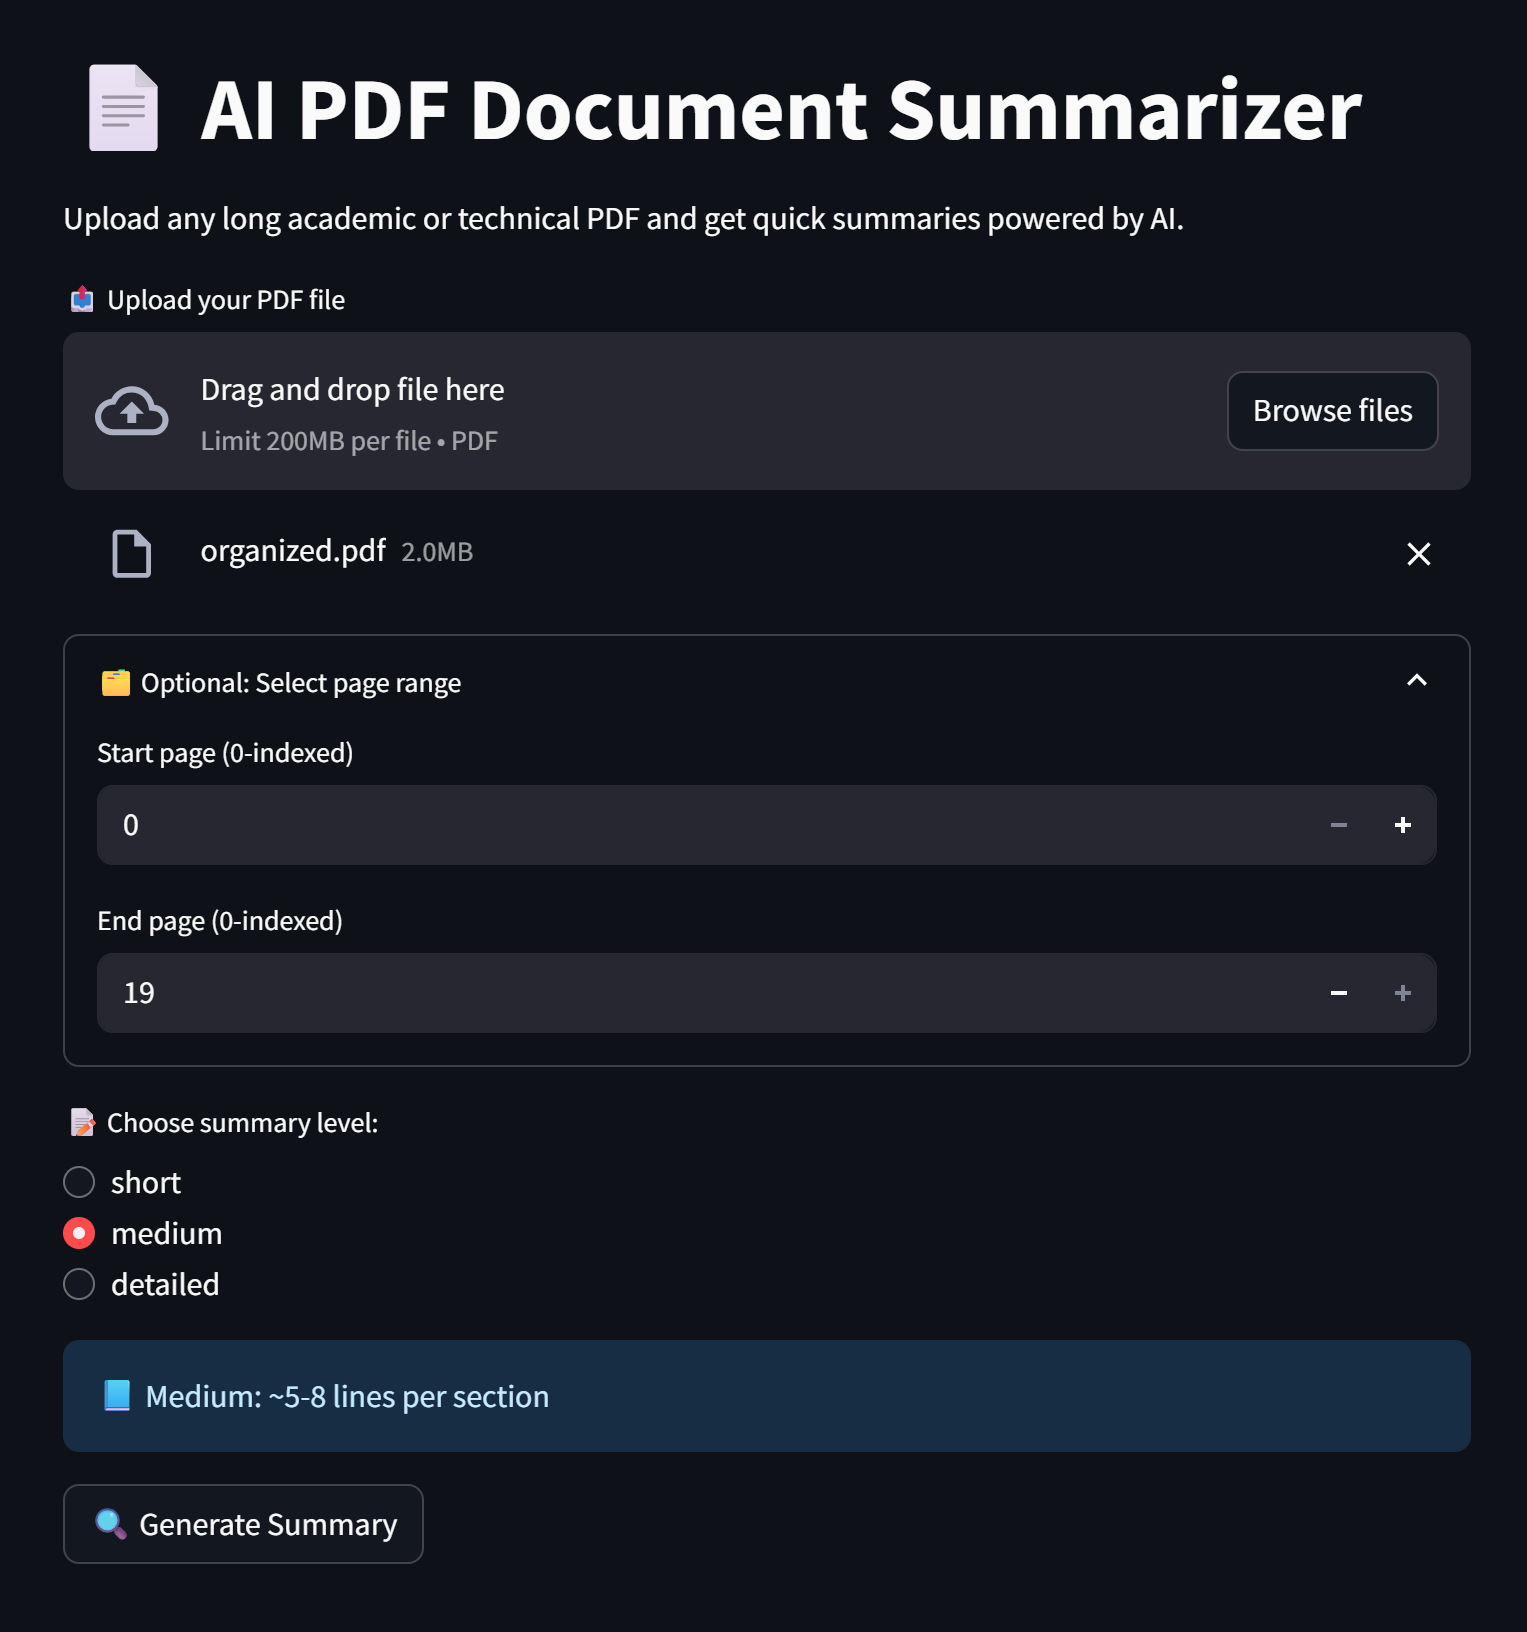 AI PDF Document Summarizer
Upload any long academic or technical PDF and get quick summaries powered by AI.
Upload your PDF file
Drag and drop file here
Limit 200MB per file • PDF
Browse files
organized.pdf 2.0MB
Optional: Select page range
Start page (0-indexed)
0
End page (0-indexed)
19
Choose summary level:
short
medium
detailed
Medium: ~5-8 lines per section
Generate Summary